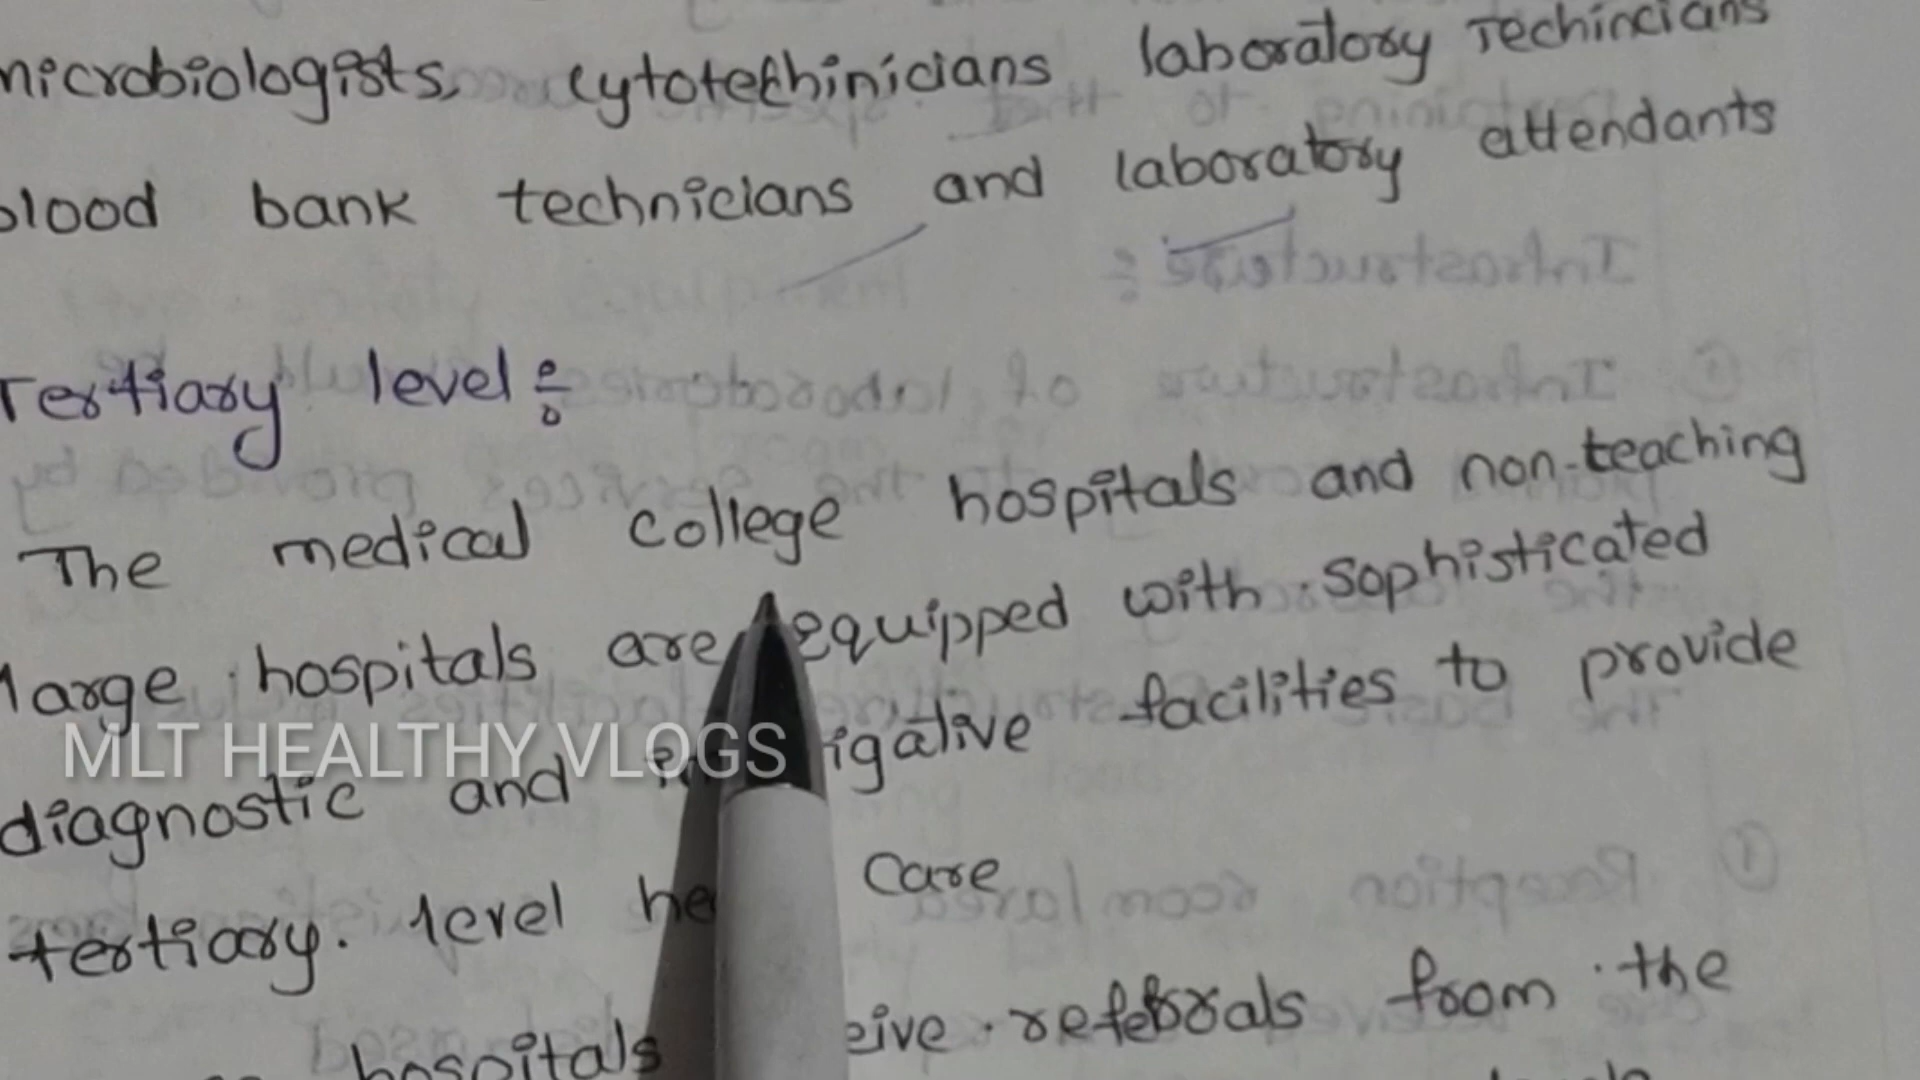 microbiologists, cytotechinicians laboratory Techincians
blood bank technicians and laboratory attendants
Tertiary level:
The medical college hospitals and non-teaching
large hospitals are equipped with sophisticated
diagnostic and igative facilities to provide
MLT HEALTHY VLOGS
tertiary. level he care
hospitals eive referrals from the